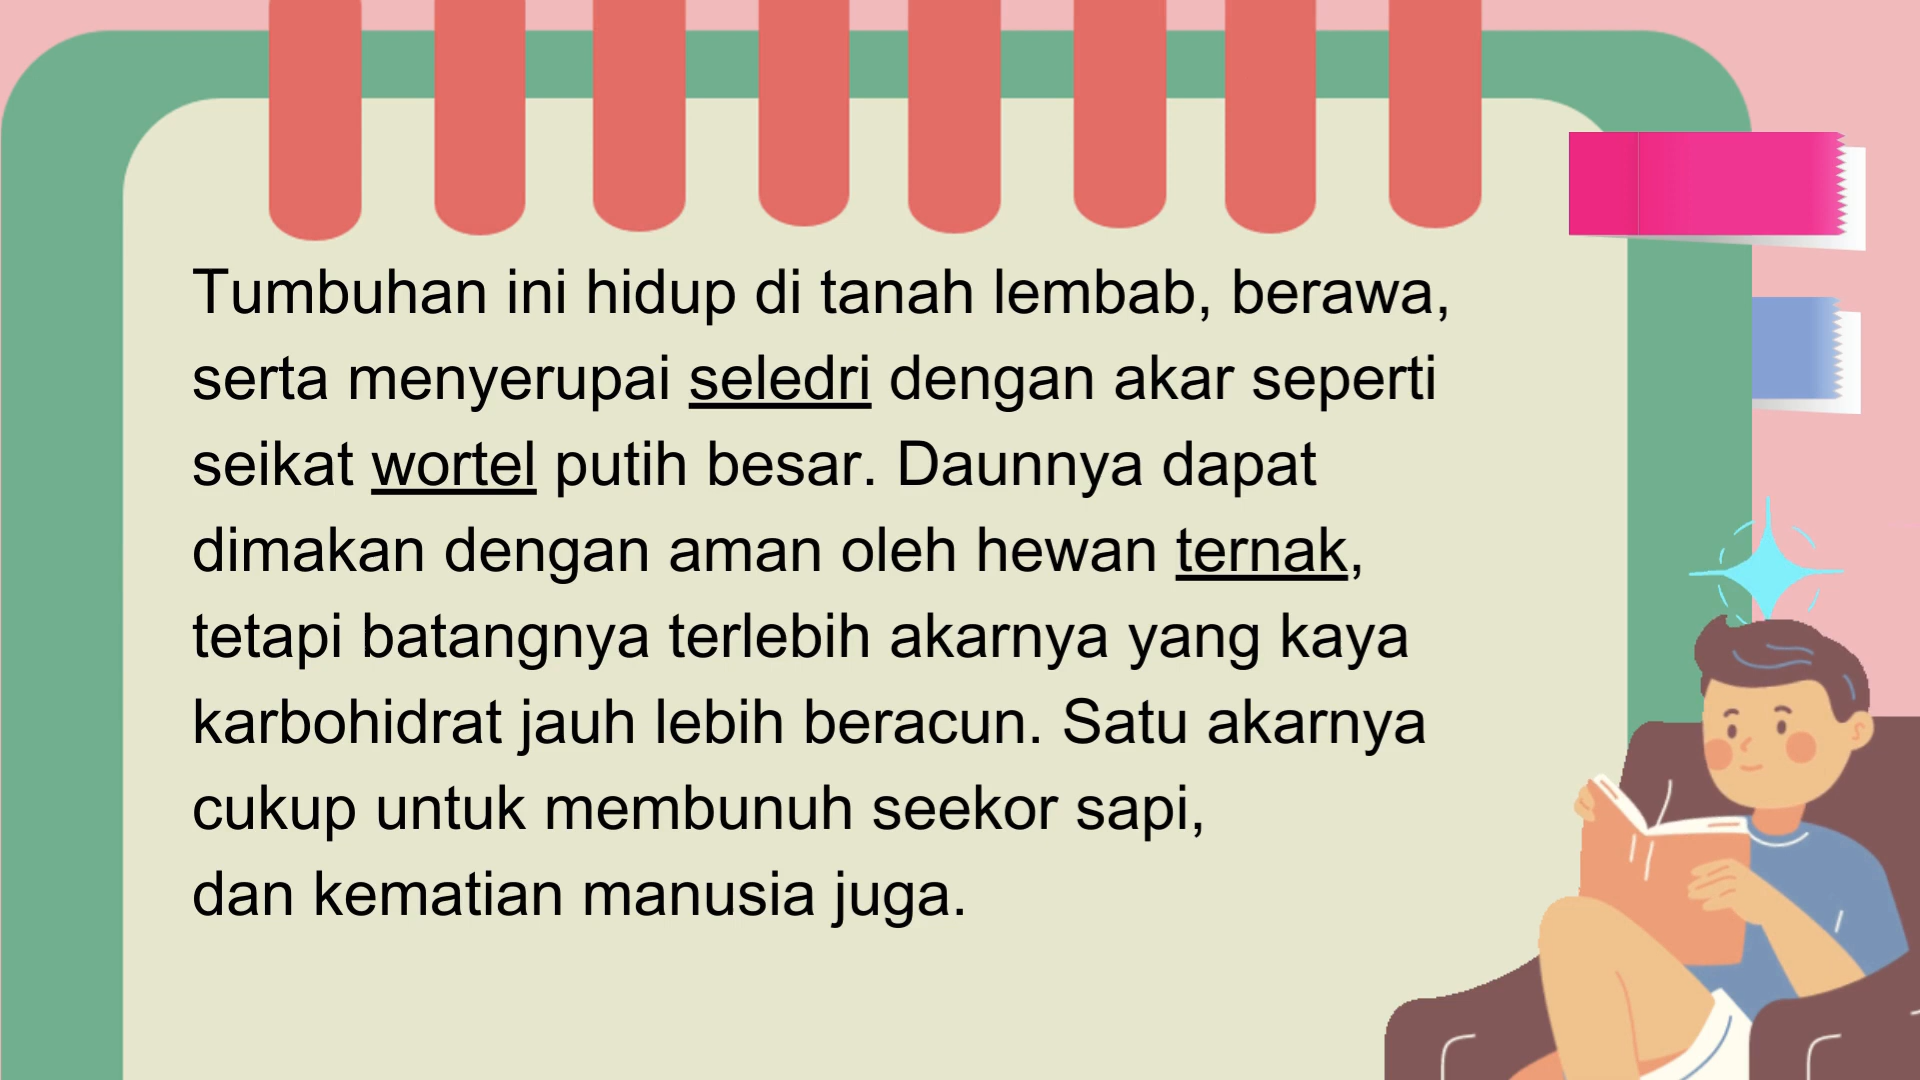 Tumbuhan ini hidup di tanah lembab, berawa,
serta menyerupai seledri dengan akar seperti
seikat wortel putih besar. Daunnya dapat
dimakan dengan aman oleh hewan ternak,
tetapi batangnya terlebih akarnya yang kaya
karbohidrat jauh lebih beracun. Satu akarnya
cukup untuk membunuh seekor sapi,
dan kematian manusia juga.